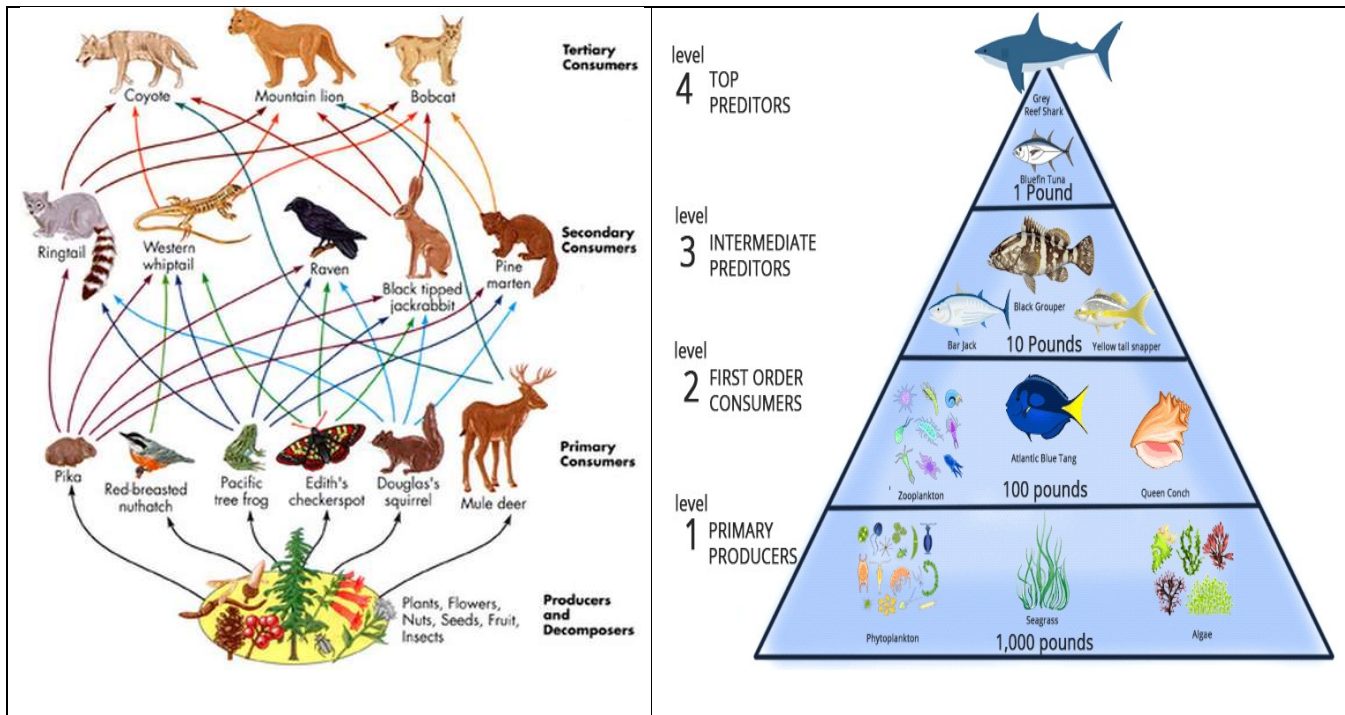 Tertiary
Consumers
Coyote
Mountain lion
Bobcat
Secondary
Consumers
Ringtail
Western
whiptail
Raven
Black tipped
jackrabbit
Pine
marten
Primary
Consumers
Pika
Red-breasted
nuthatch
Pacific
tree frog
Edith's
checkerspot
Douglas's
squirrel
Mule deer
Plants, Flowers,
Nuts, Seeds, Fruit,
Insects
Producers
and
Decomposers
level
4 TOP
PREDITORS
Grey
Reef Shark
Bluefin Tuna
1 Pound
level
3 INTERMEDIATE
PREDITORS
Black Grouper
Bar Jack
10 Pounds
Yellow tall snapper
level
2 FIRST ORDER
CONSUMERS
Atlantic Blue Tang
Zooplankton
100 pounds
Queen Conch
level
1 PRIMARY
PRODUCERS
Seagrass
Phytoplankton
1,000 pounds
Algae